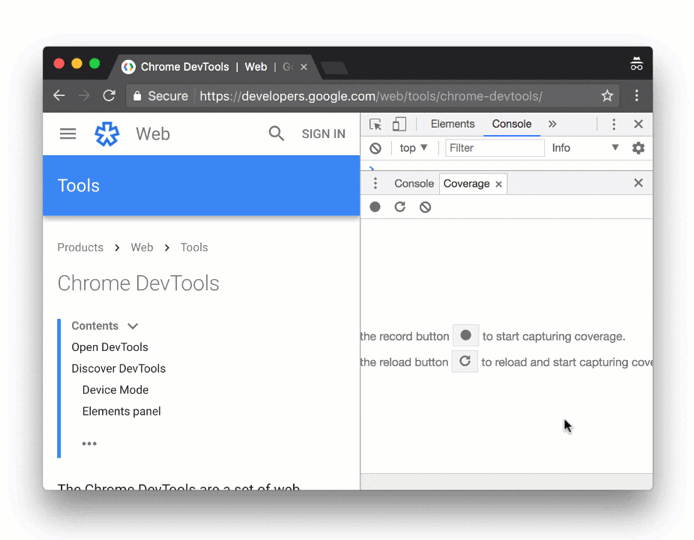 Chrome DevTools | Web | Go
Secure https://developers.google.com/web/tools/chrome-devtools/
Web SIGN IN
Tools
Products Web Tools
Chrome DevTools
Contents
Open DevTools
Discover DevTools
Device Mode
Elements panel
The Chrome DevTools are a set of web
Elements Console
top Filter Info
Console Coverage
the record button to start capturing coverage.
the reload button to reload and start capturing cove